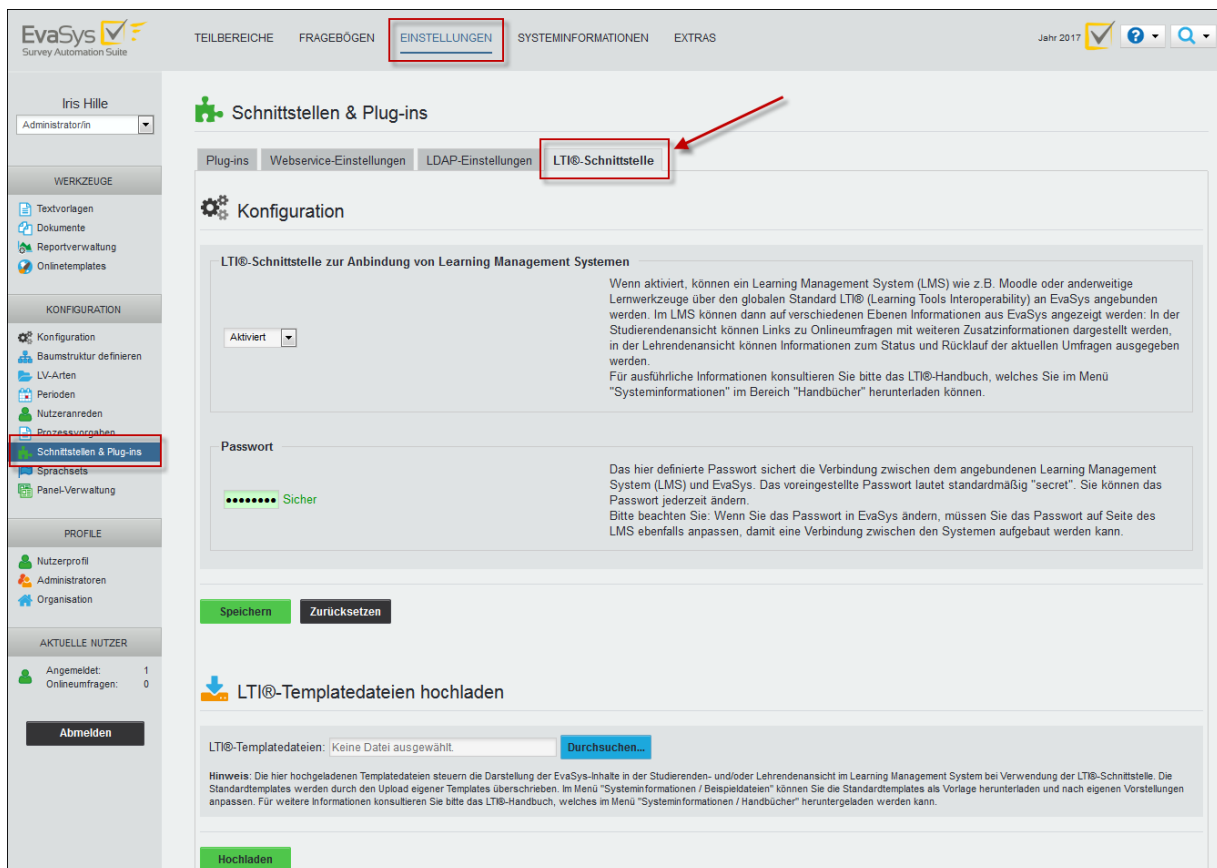 EvaSys
Survey Automation Suite
TEILBEREICHE FRAGEBÖGEN EINSTELLUNGEN SYSTEMINFORMATIONEN EXTRAS
Jahr 2017
Iris Hille
Administrator/in
WERKZEUGE
Textvorlagen
Dokumente
Reportverwaltung
Onlinetemplates
KONFIGURATION
Konfiguration
Baumstruktur definieren
LV-Arten
Perioden
Nutzeranreden
Prozessvorgaben
Schnittstellen & Plug-ins
Sprachsets
Panel-Verwaltung
PROFILE
Nutzerprofil
Administratoren
Organisation
AKTUELLE NUTZER
Angemeldet: 1
Onlineumfragen: 0
Abmelden
Schnittstellen & Plug-ins
Plug-ins Webservice-Einstellungen LDAP-Einstellungen LTI®-Schnittstelle
Konfiguration
LTI®-Schnittstelle zur Anbindung von Learning Management Systemen
Aktiviert
Wenn aktiviert, können ein Learning Management System (LMS) wie z.B. Moodle oder anderweitige
Lernwerkzeuge über den globalen Standard LTI® (Learning Tools Interoperability) an EvaSys angebunden
werden. Im LMS können dann auf verschiedenen Ebenen Informationen aus EvaSys angezeigt werden: In der
Studierendenansicht können Links zu Onlineumfragen mit weiteren Zusatzinformationen dargestellt werden,
in der Lehrendenansicht können Informationen zum Status und Rücklauf der aktuellen Umfragen ausgegeben
werden.
Für ausführliche Informationen konsultieren Sie bitte das LTI®-Handbuch, welches Sie im Menü
"Systeminformationen" im Bereich "Handbücher" herunterladen können.
Passwort
●●●●●●●● Sicher
Das hier definierte Passwort sichert die Verbindung zwischen dem angebundenen Learning Management
System (LMS) und EvaSys. Das voreingestellte Passwort lautet standardmäßig "secret". Sie können das
Passwort jederzeit ändern.
Bitte beachten Sie: Wenn Sie das Passwort in EvaSys ändern, müssen Sie das Passwort auf Seite des
LMS ebenfalls anpassen, damit eine Verbindung zwischen den Systemen aufgebaut werden kann.
Speichern Zurücksetzen
LTI®-Templatedateien hochladen
LTI®-Templatedateien: Keine Datei ausgewählt. Durchsuchen...
Hinweis: Die hier hochgeladenen Templatedateien steuern die Darstellung der EvaSys-Inhalte in der Studierenden- und/oder Lehrendenansicht im Learning Management System bei Verwendung der LTI®-Schnittstelle. Die
Standardtemplates werden durch den Upload eigener Templates überschrieben. Im Menü "Systeminformationen / Beispieldateien" können Sie die Standardtemplates als Vorlage herunterladen und nach eigenen Vorstellungen
anpassen. Für weitere Informationen konsultieren Sie bitte das LTI®-Handbuch, welches im Menü "Systeminformationen / Handbücher" heruntergeladen werden kann.
Hochladen